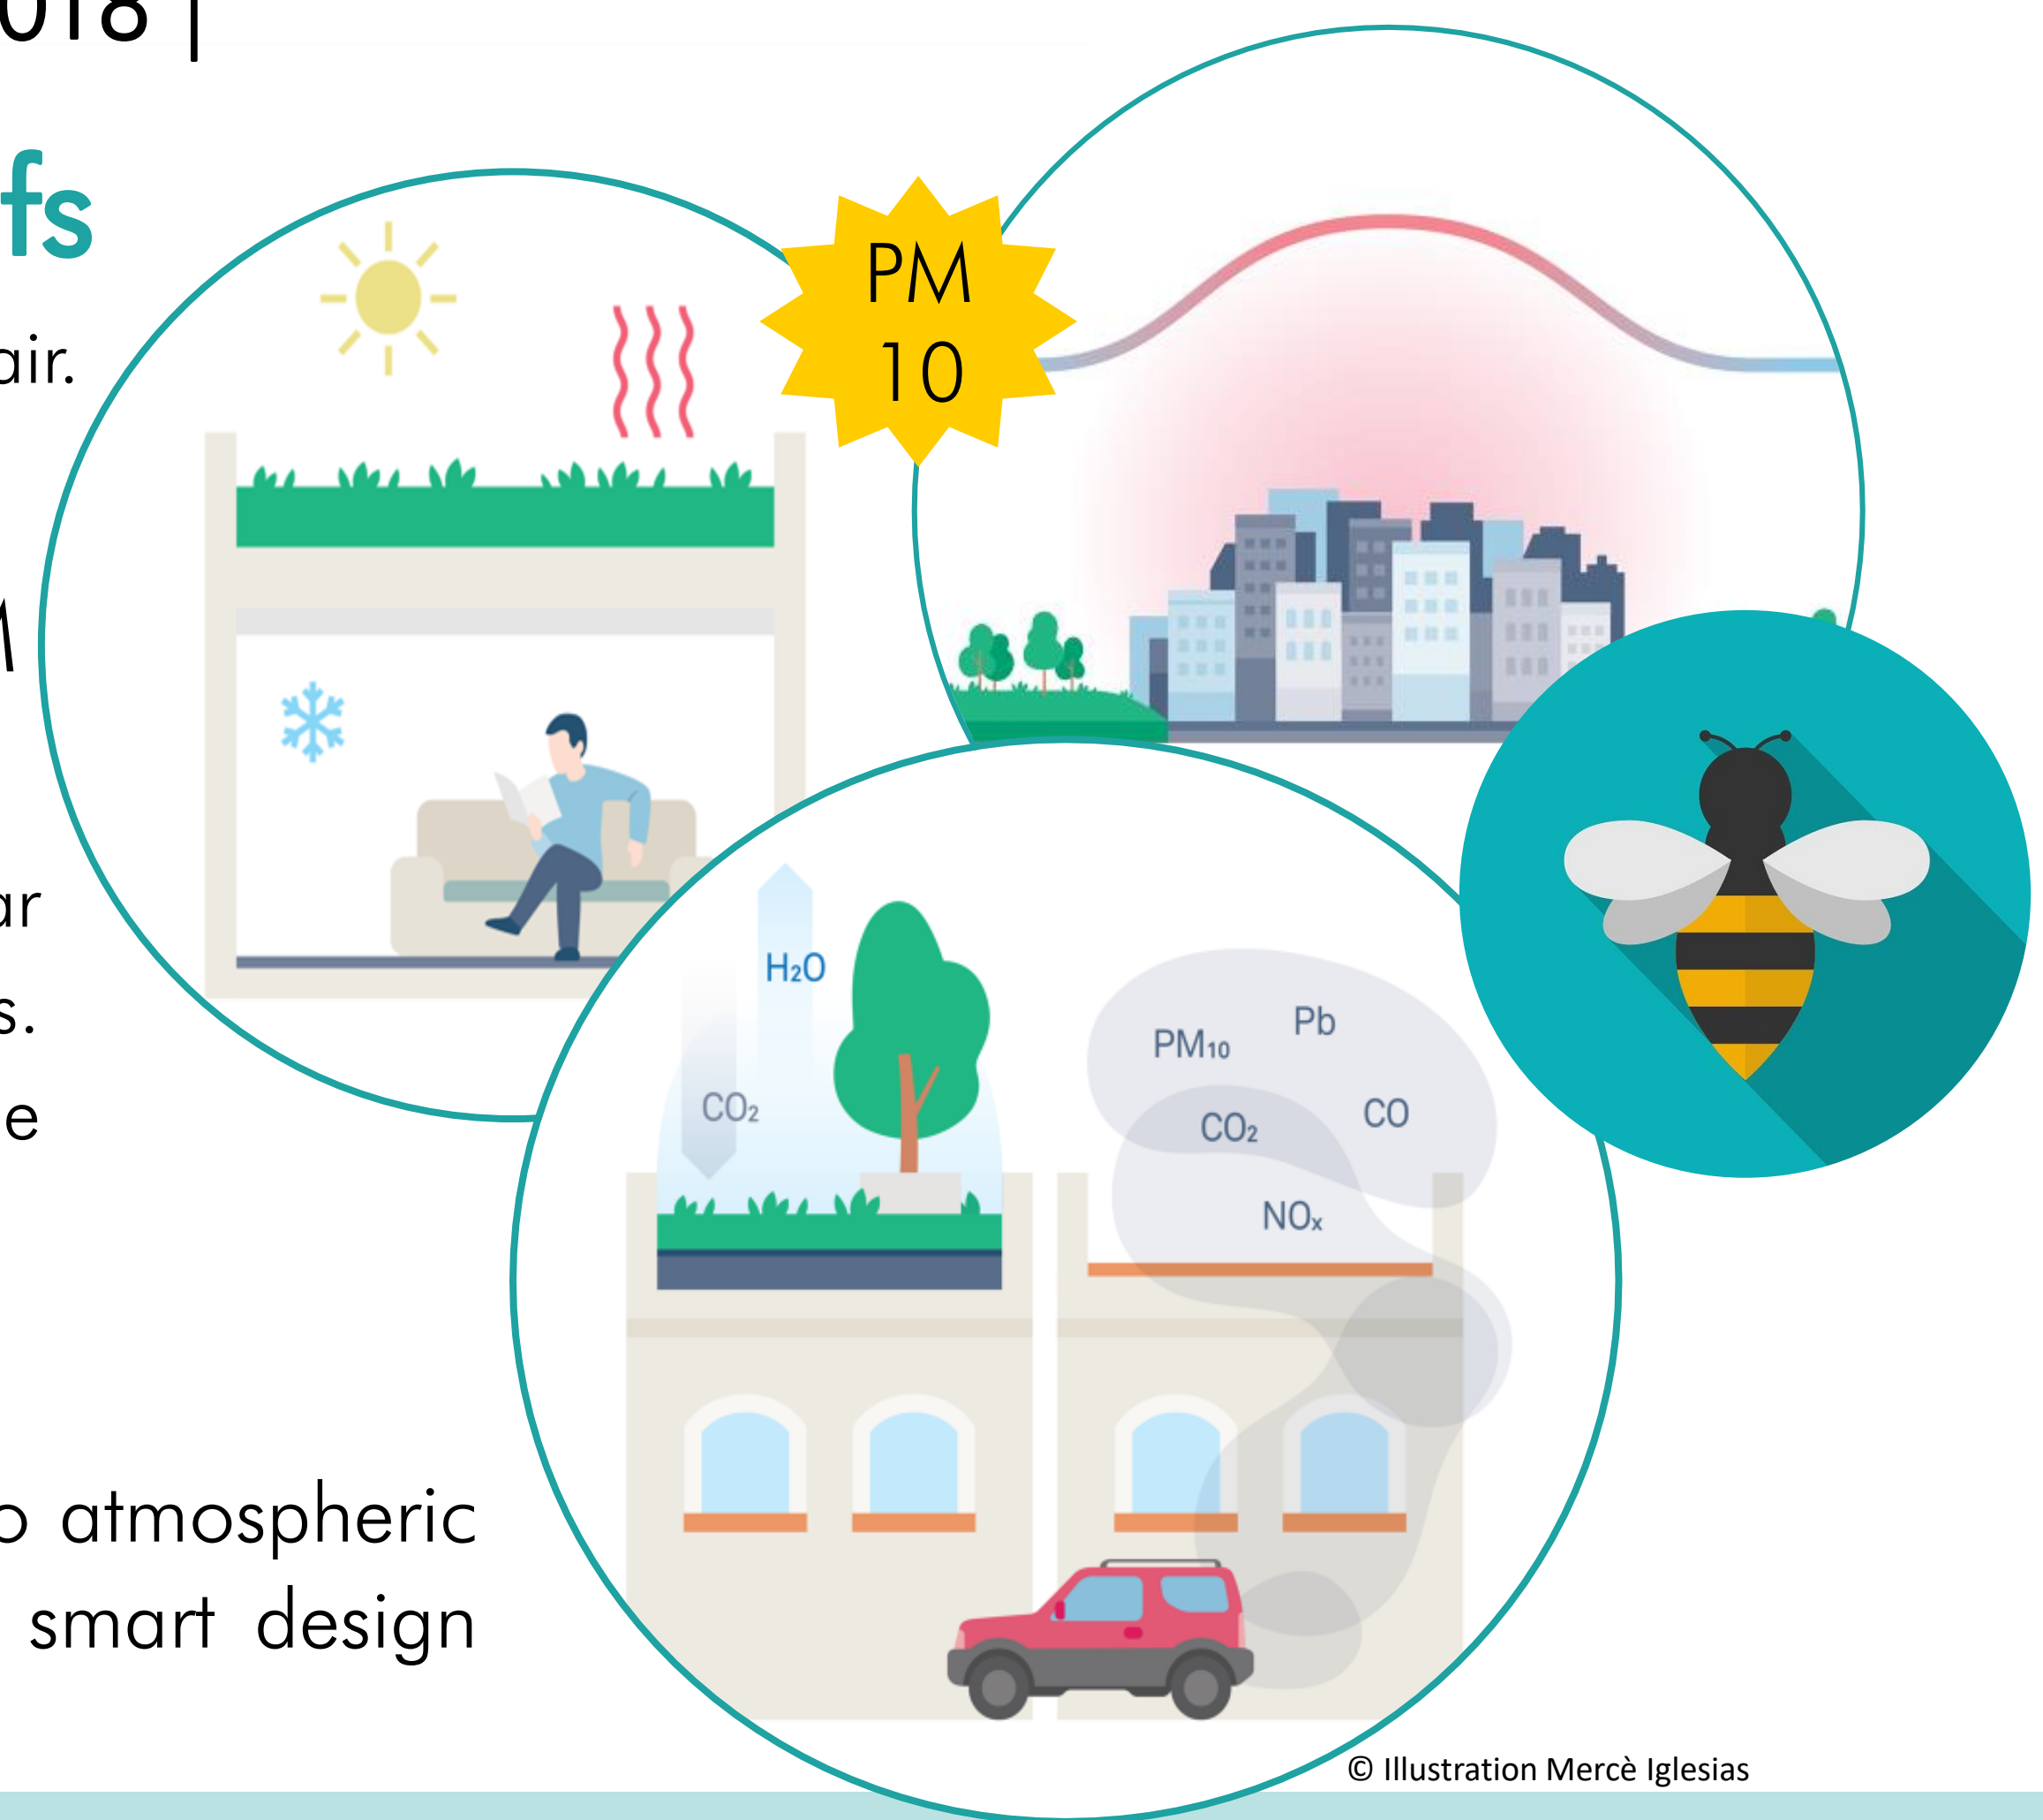 018 |
fs
air.
M
ar
s.
e
o atmospheric
smart design
PM
10
H₂O
CO₂
PM₁₀
Pb
CO₂
CO
NOₓ
© Illustration Mercè Iglesias